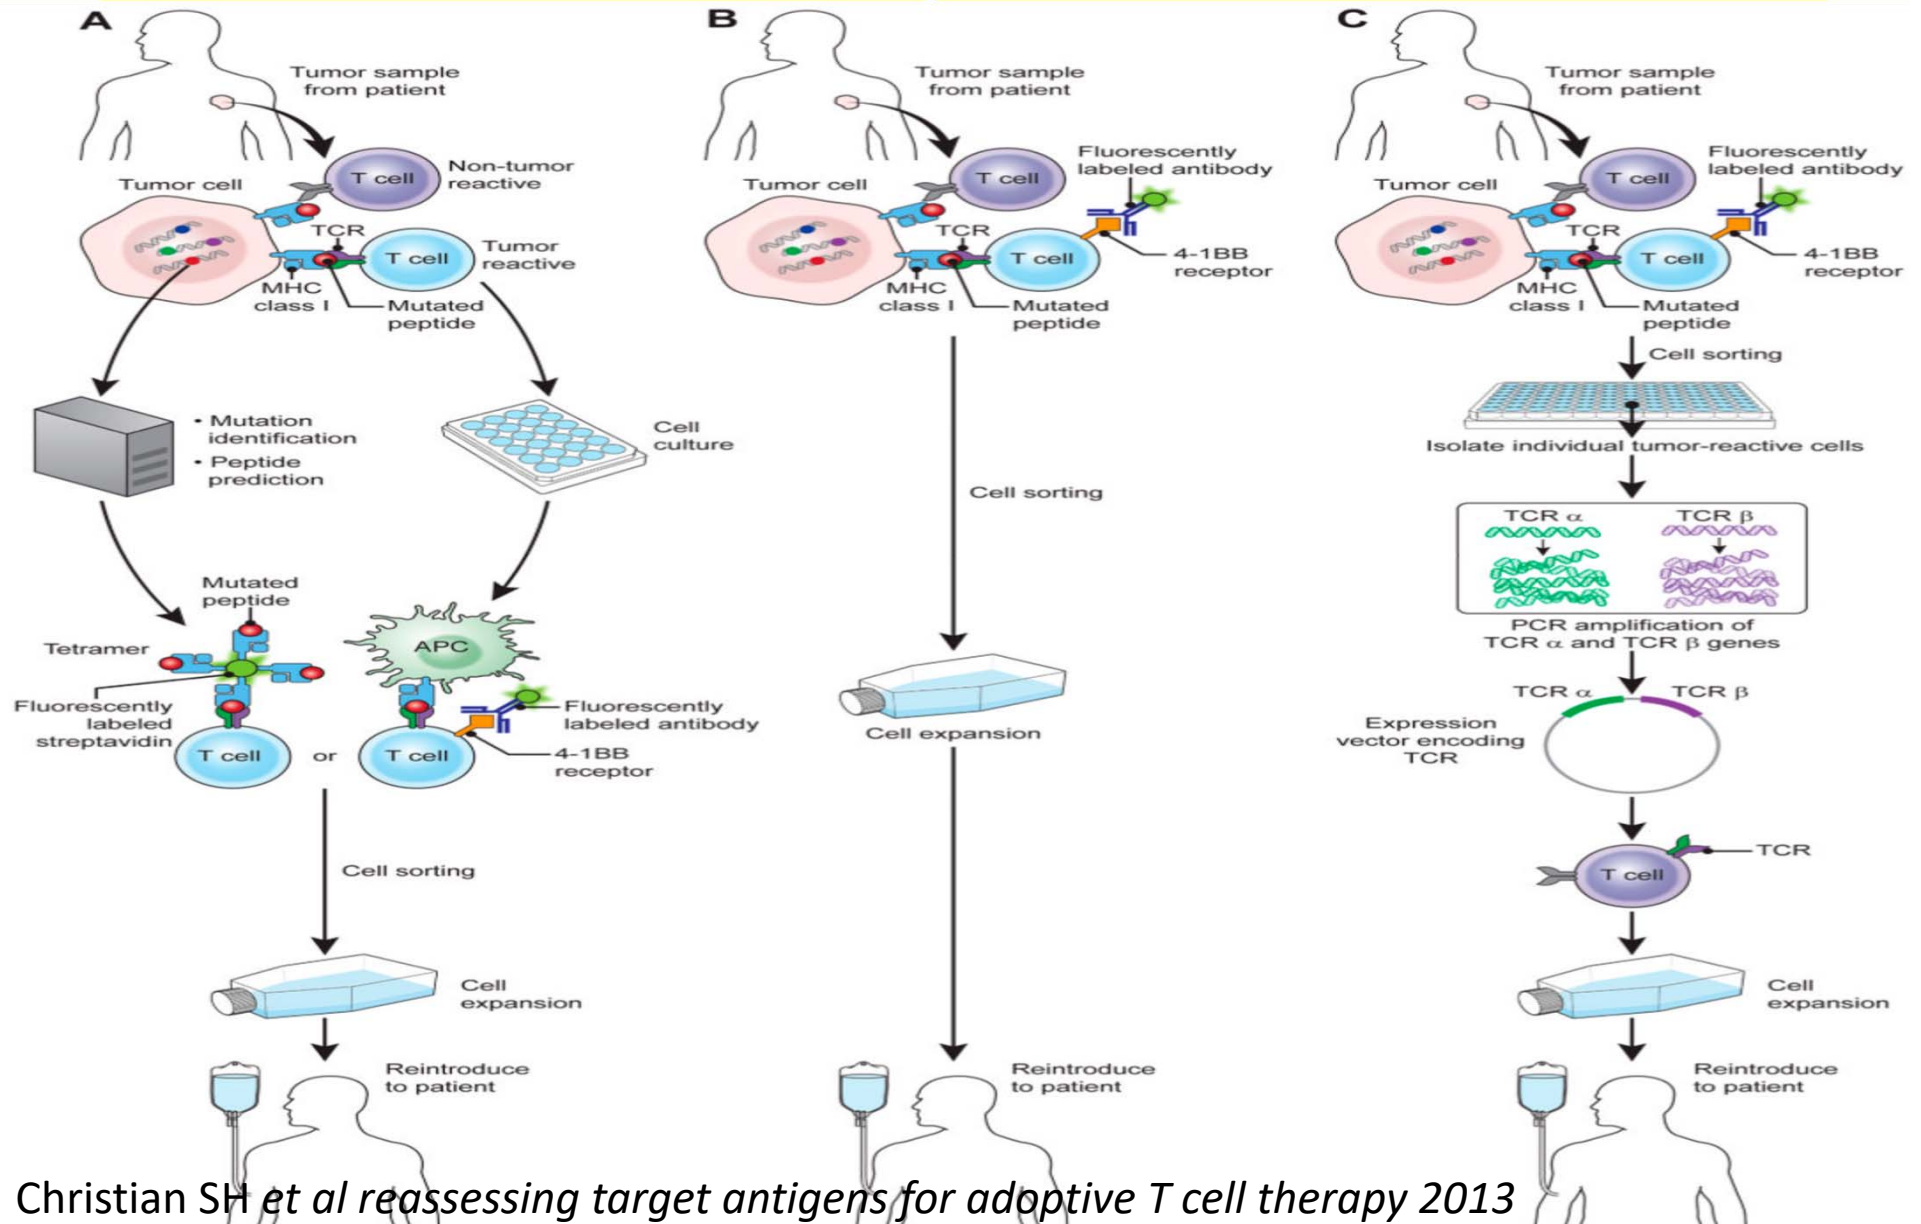 A
Tumor sample
from patient
T cell
Non-tumor
reactive
Tumor cell
TCR
T cell
Tumor
reactive
MHC
class I
Mutated
peptide
• Mutation
identification
• Peptide
prediction
Cell
culture
Mutated
peptide
Tetramer
APC
Fluorescently
labeled
streptavidin
Fluorescently
labeled antibody
T cell
or
T cell
4-1BB
receptor
Cell sorting
Cell
expansion
Reintroduce
to patient
B
Tumor sample
from patient
Fluorescently
labeled antibody
T cell
Tumor cell
TCR
T cell
4-1BB
receptor
MHC
class I
Mutated
peptide
Cell sorting
Cell expansion
Reintroduce
to patient
C
Tumor sample
from patient
Fluorescently
labeled antibody
T cell
Tumor cell
TCR
T cell
4-1BB
receptor
MHC
class I
Mutated
peptide
Cell sorting
Isolate individual tumor-reactive cells
TCR α
TCR β
PCR amplification of
TCR α and TCR β genes
TCR α
TCR β
Expression
vector encoding
TCR
TCR
T cell
Cell
expansion
Reintroduce
to patient
Christian SH et al reassessing target antigens for adoptive T cell therapy 2013